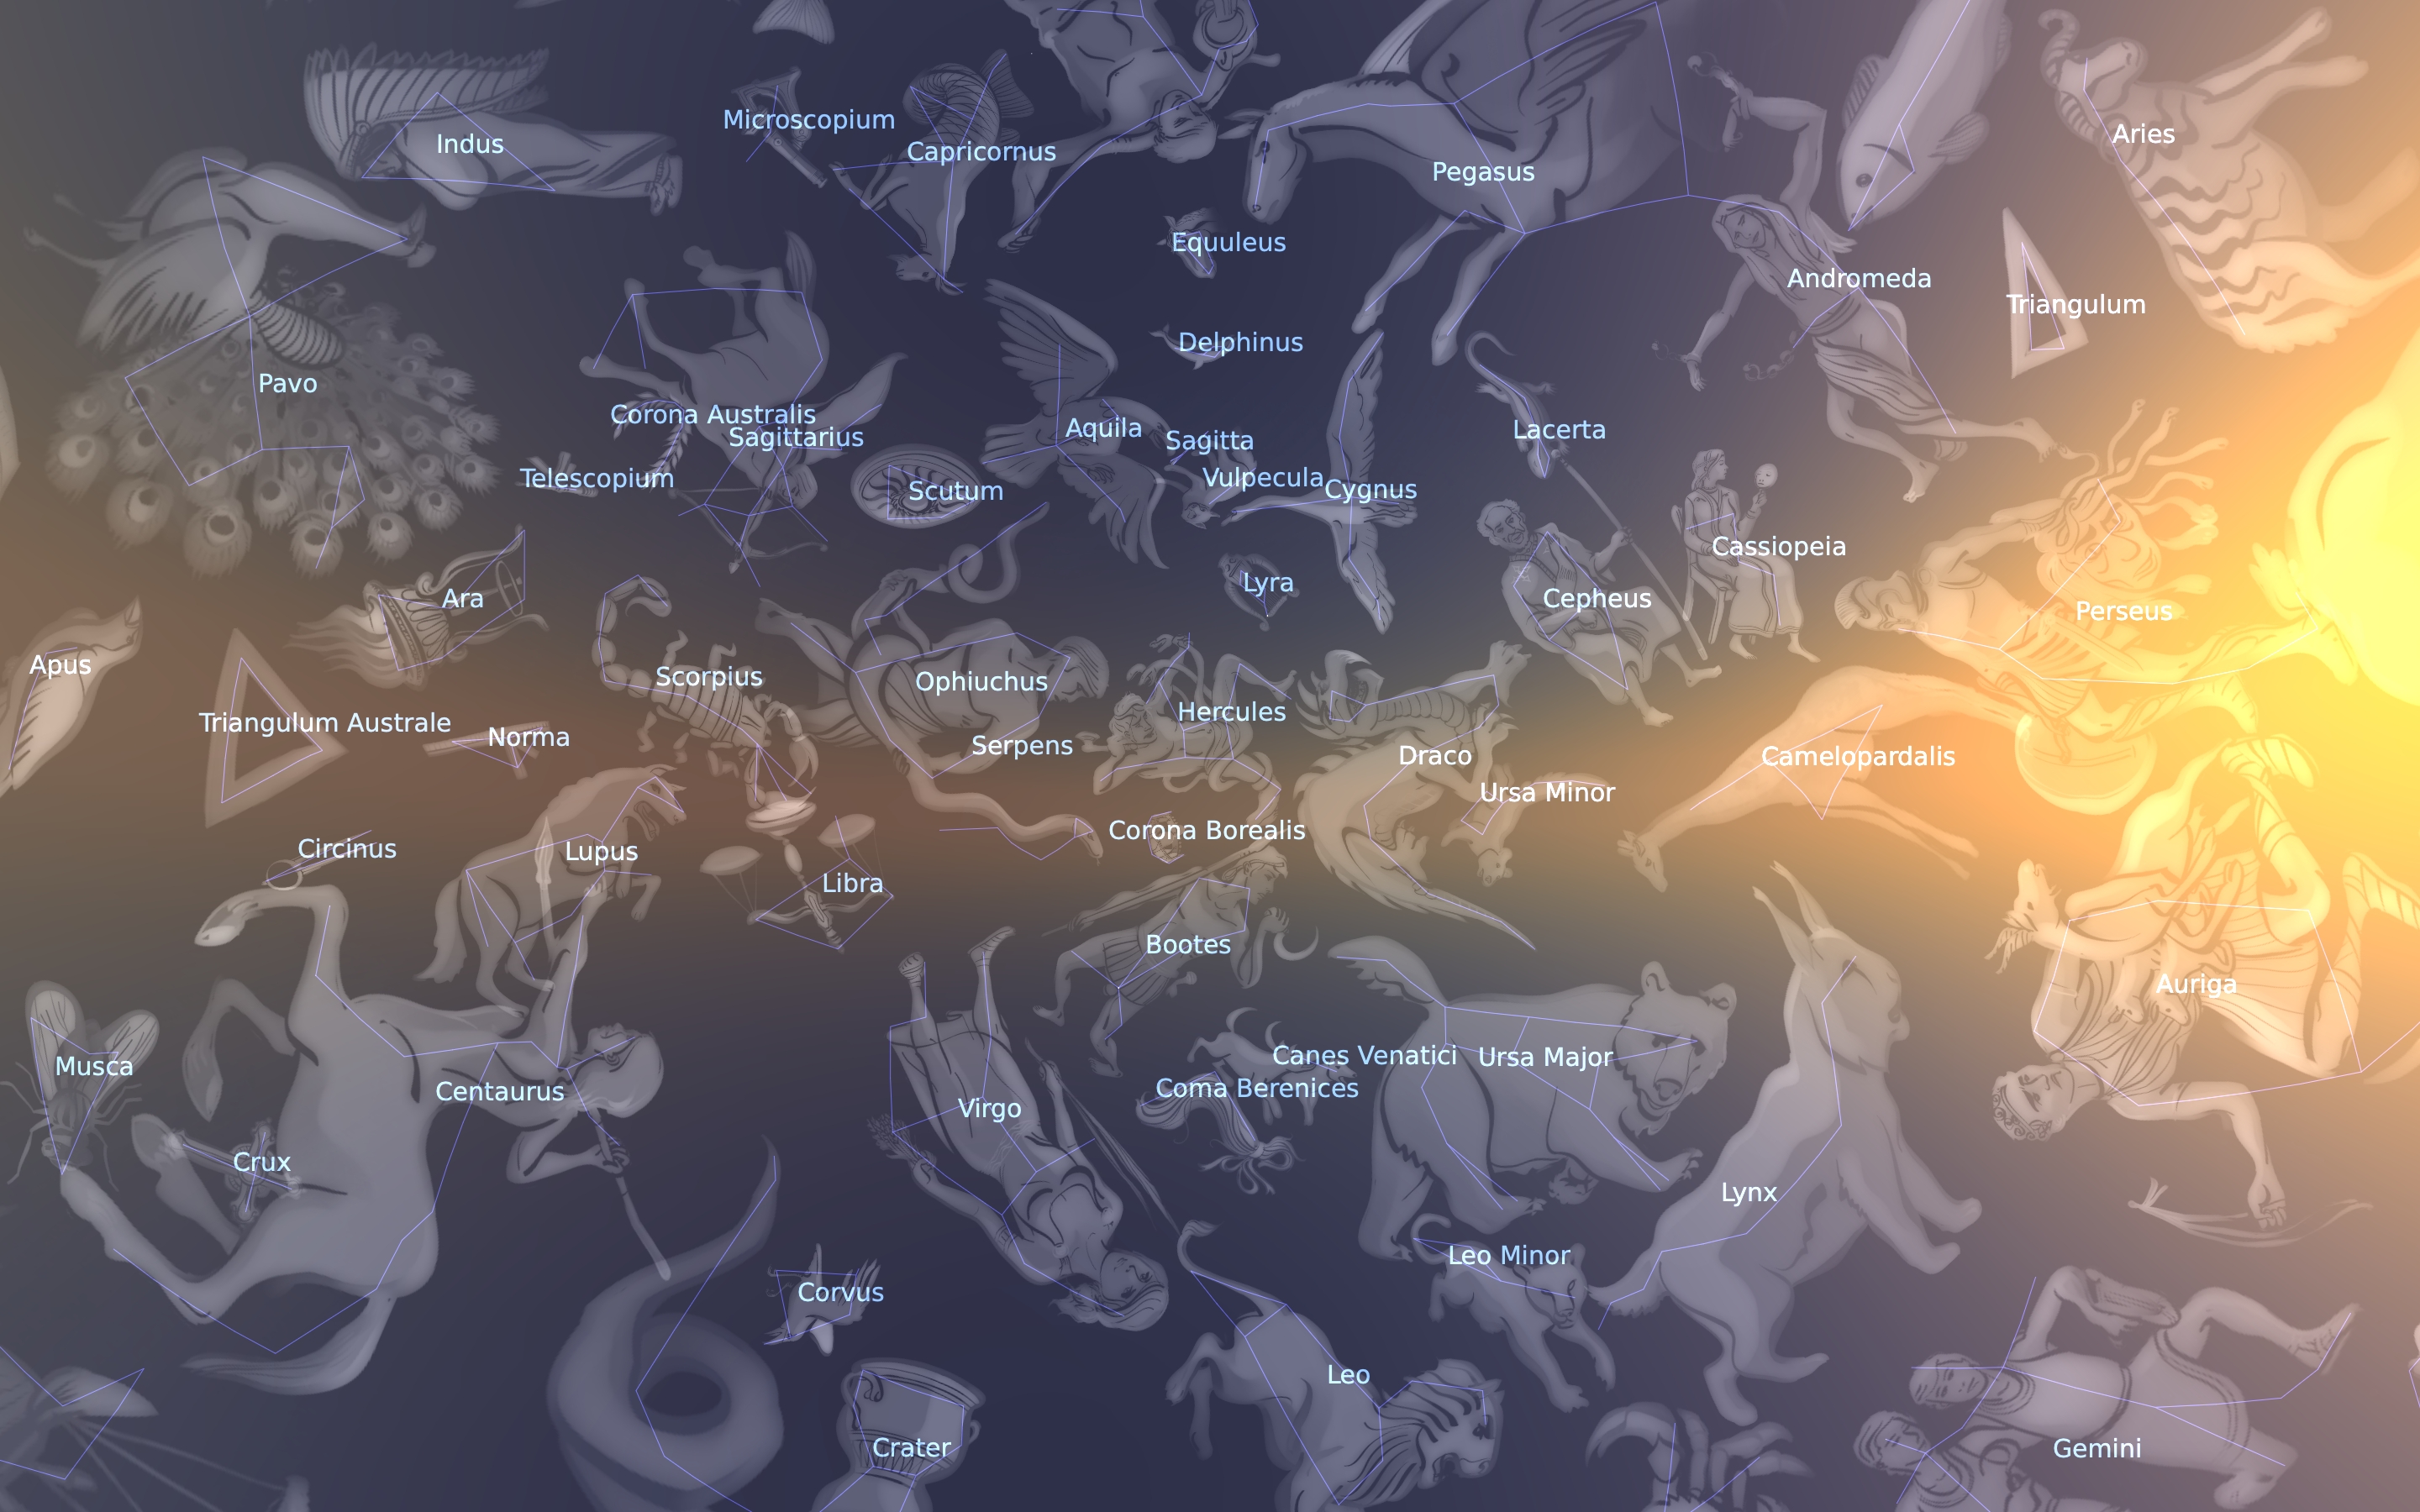 Microscopium
Aries
Indus
Capricornus
Pegasus
Equuleus
Andromeda
Triangulum
Delphinus
Pavo
Corona Australis
Sagittarius
Aquila
Lacerta
Sagitta
Telescopium
Vulpecula
Scutum
Cygnus
Cassiopeia
Lyra
Ara
Cepheus
Perseus
Apus
Scorpius
Ophiuchus
Hercules
Triangulum Australe
Norma
Serpens
Draco
Camelopardalis
Ursa Minor
Corona Borealis
Circinus
Lupus
Libra
Bootes
Auriga
Canes Venatici
Ursa Major
Musca
Centaurus
Coma Berenices
Virgo
Crux
Lynx
Leo Minor
Corvus
Leo
Crater
Gemini